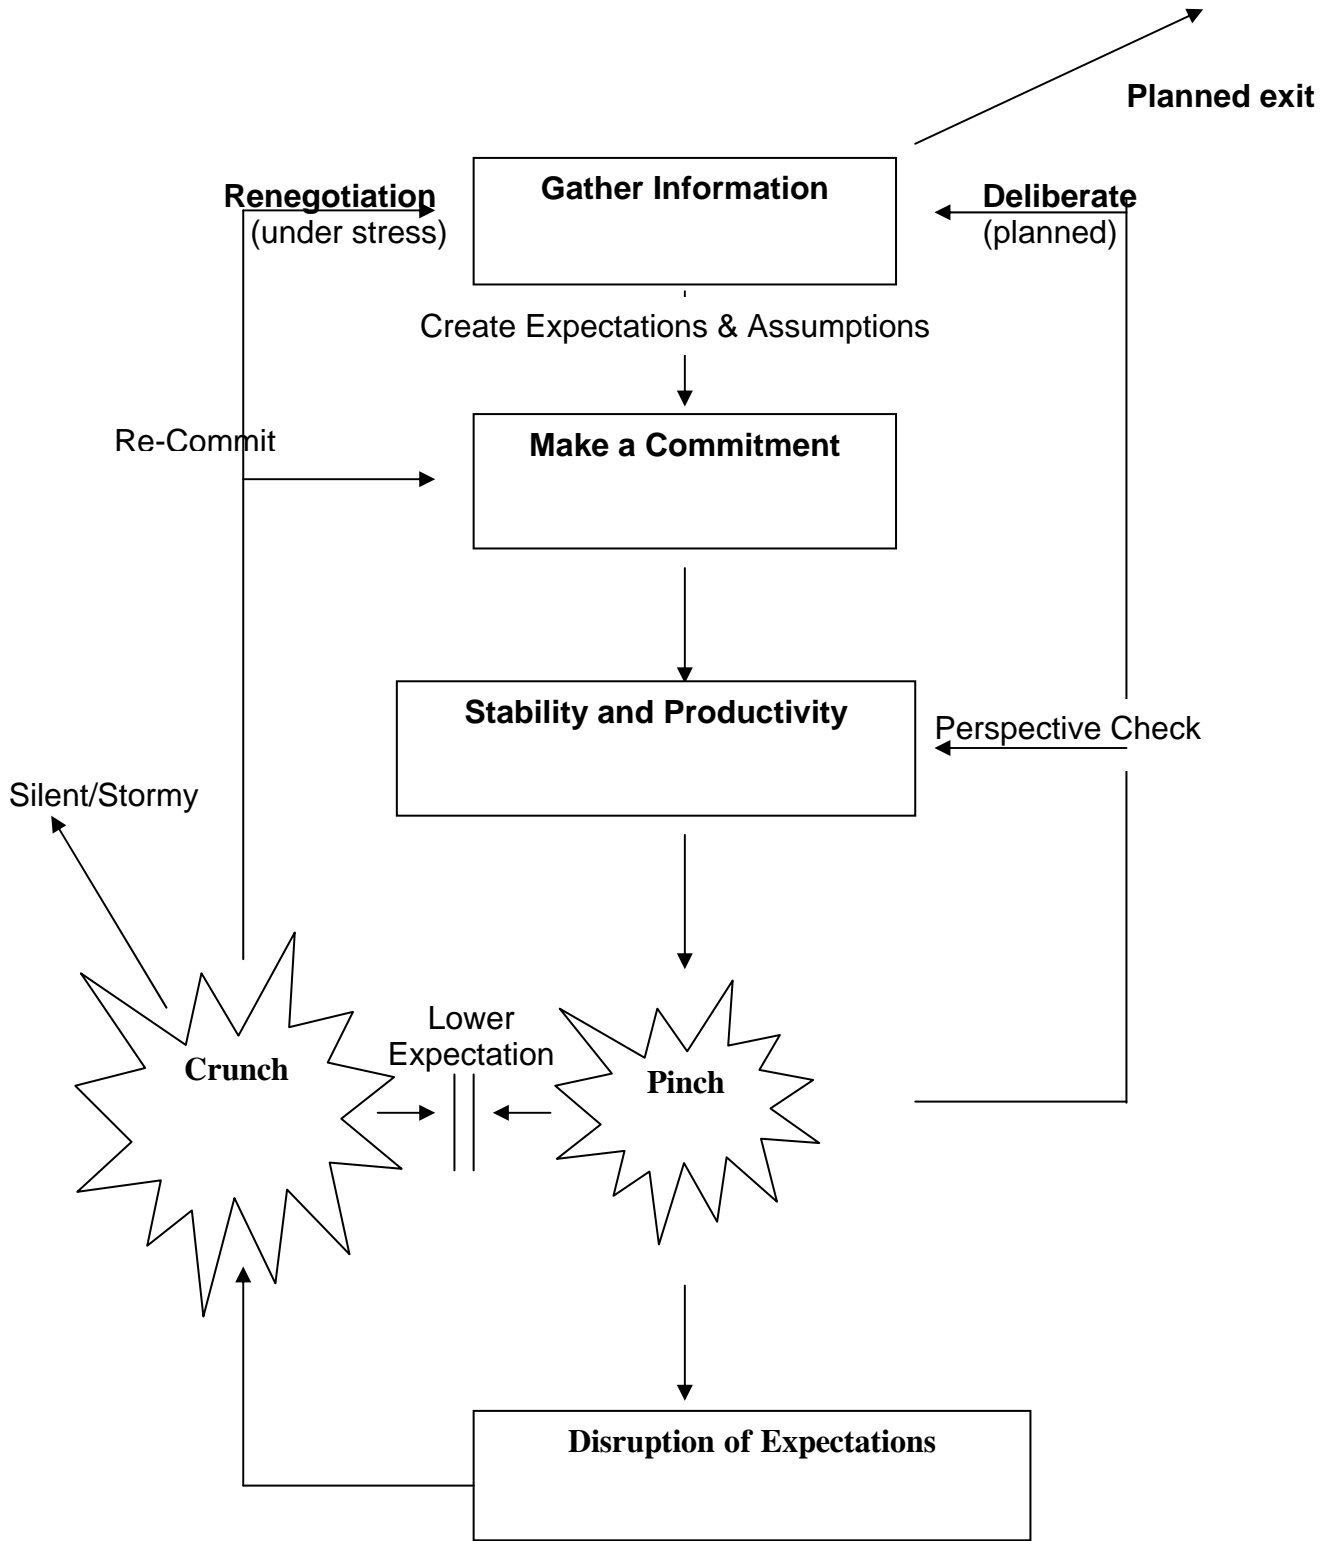 Planned exit
Renegotiation
(under stress)
Gather Information
Deliberate
(planned)
Create Expectations & Assumptions
Re-Commit
Make a Commitment
Stability and Productivity
Perspective Check
Silent/Stormy
Lower
Expectation
Crunch
Pinch
Disruption of Expectations